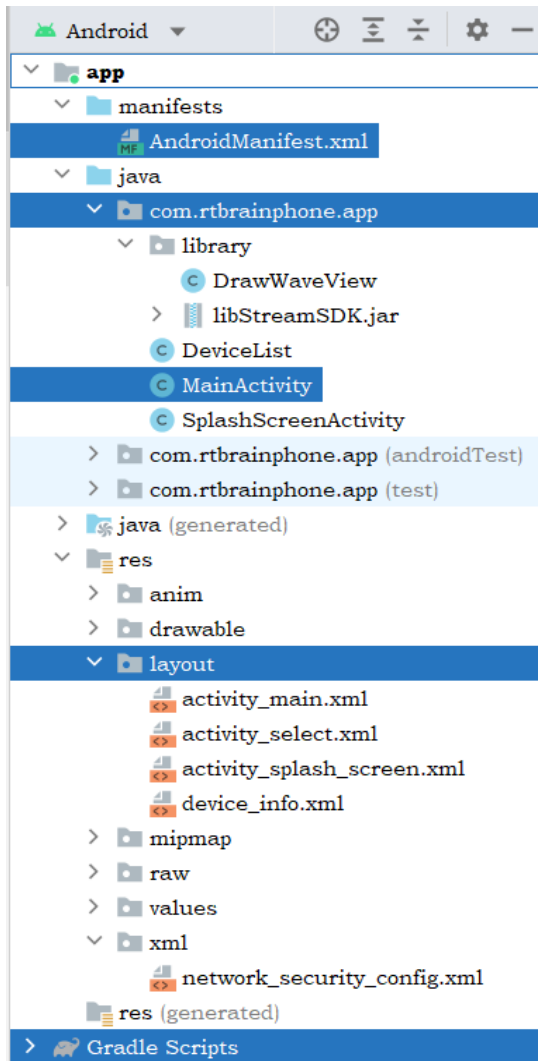 Android
app
manifests
MF AndroidManifest.xml
java
com.rtbrainphone.app
library
C DrawWaveView
libStreamSDK.jar
C DeviceList
C MainActivity
C SplashScreenActivity
com.rtbrainphone.app (androidTest)
com.rtbrainphone.app (test)
java (generated)
res
anim
drawable
layout
activity_main.xml
activity_select.xml
activity_splash_screen.xml
device_info.xml
mipmap
raw
values
xml
network_security_config.xml
res (generated)
Gradle Scripts